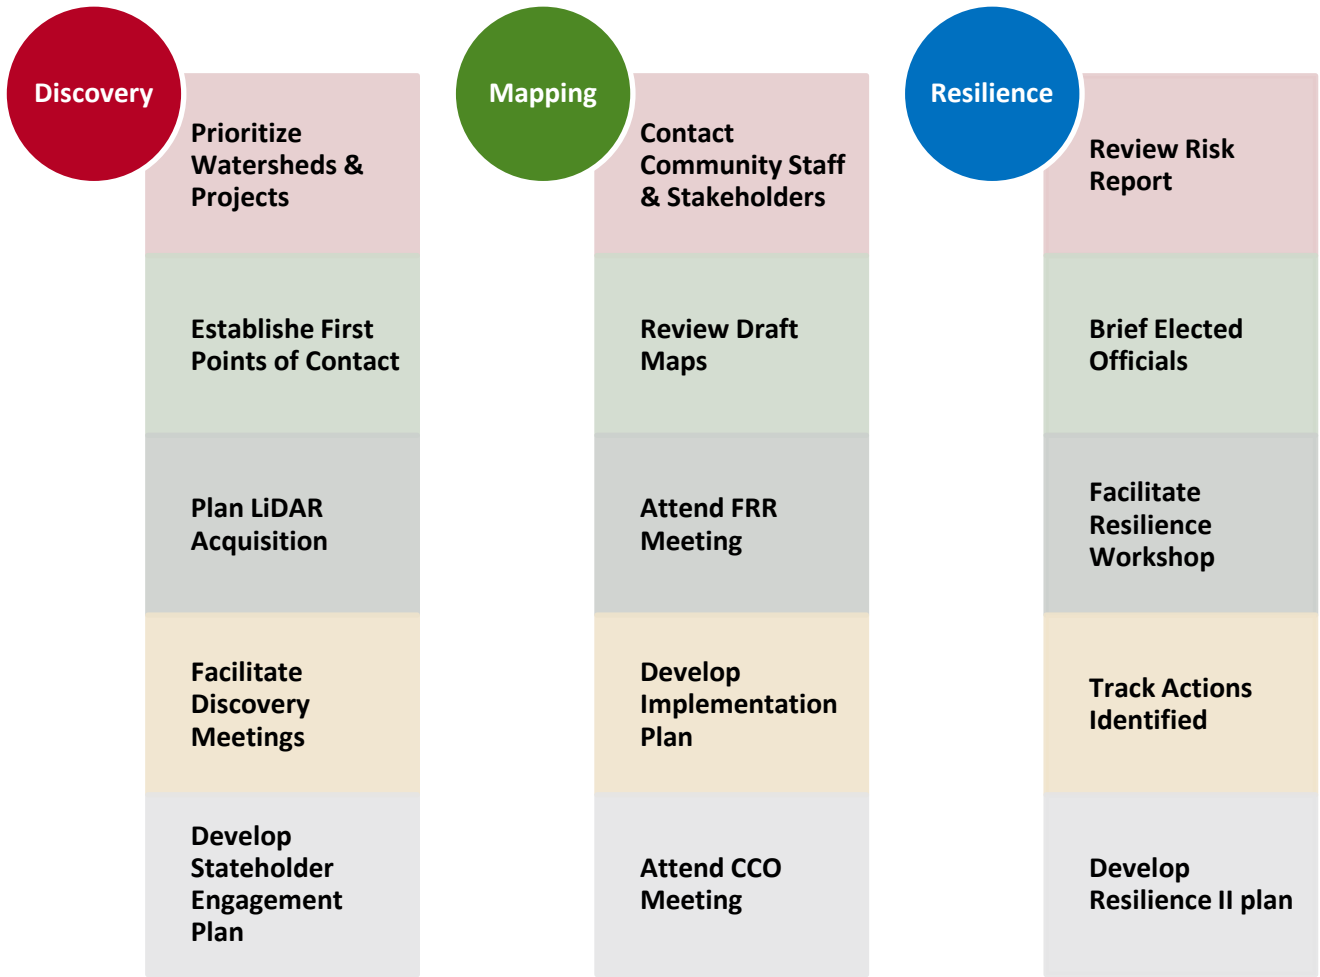 Discovery
Prioritize
Watersheds &
Projects
Establishe First
Points of Contact
Plan LiDAR
Acquisition
Facilitate
Discovery
Meetings
Develop
Stateholder
Engagement
Plan
Mapping
Contact
Community Staff
& Stakeholders
Review Draft
Maps
Attend FRR
Meeting
Develop
Implementation
Plan
Attend CCO
Meeting
Resilience
Review Risk
Report
Brief Elected
Officials
Facilitate
Resilience
Workshop
Track Actions
Identified
Develop
Resilience II plan